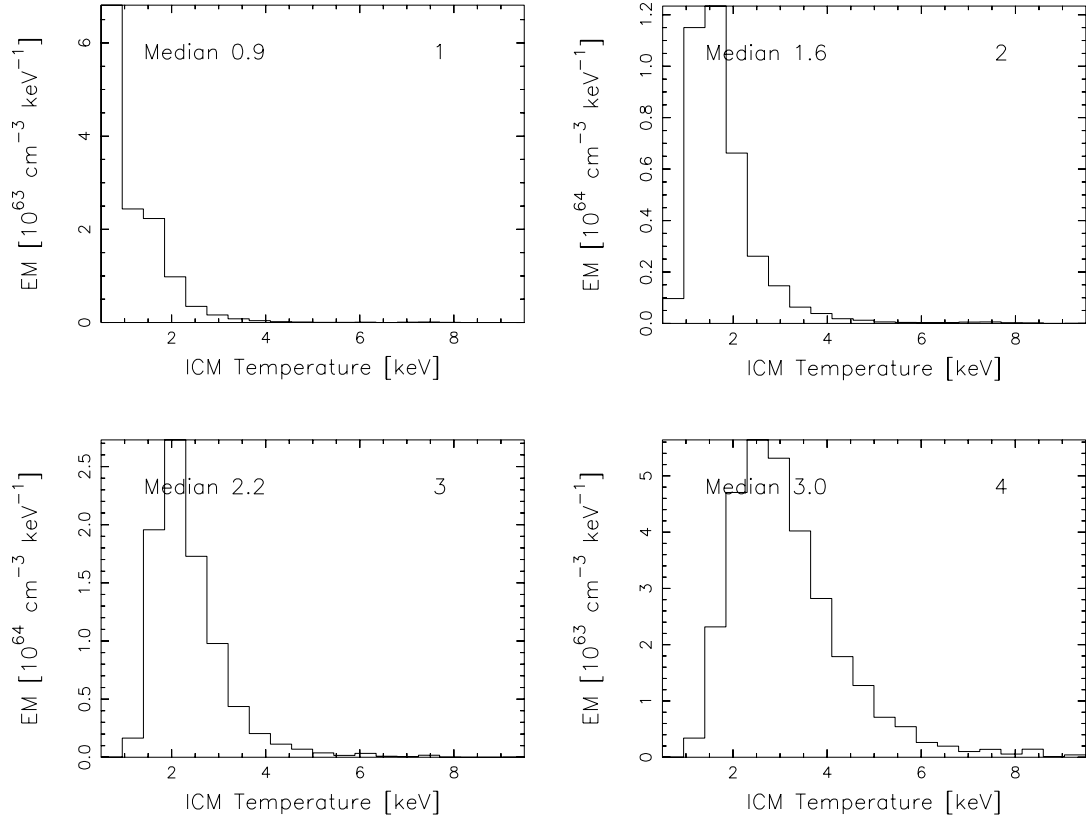 Median 0.9 1
EM [10^63 cm^−3 keV^−1]
6
4
2
0
2 4 6 8
ICM Temperature [keV]
Median 1.6 2
EM [10^64 cm^−3 keV^−1]
1.2
1.0
0.8
0.6
0.4
0.2
0.0
2 4 6 8
ICM Temperature [keV]
Median 2.2 3
EM [10^64 cm^−3 keV^−1]
2.5
2.0
1.5
1.0
0.5
0.0
2 4 6 8
ICM Temperature [keV]
Median 3.0 4
EM [10^63 cm^−3 keV^−1]
5
4
3
2
1
0
2 4 6 8
ICM Temperature [keV]